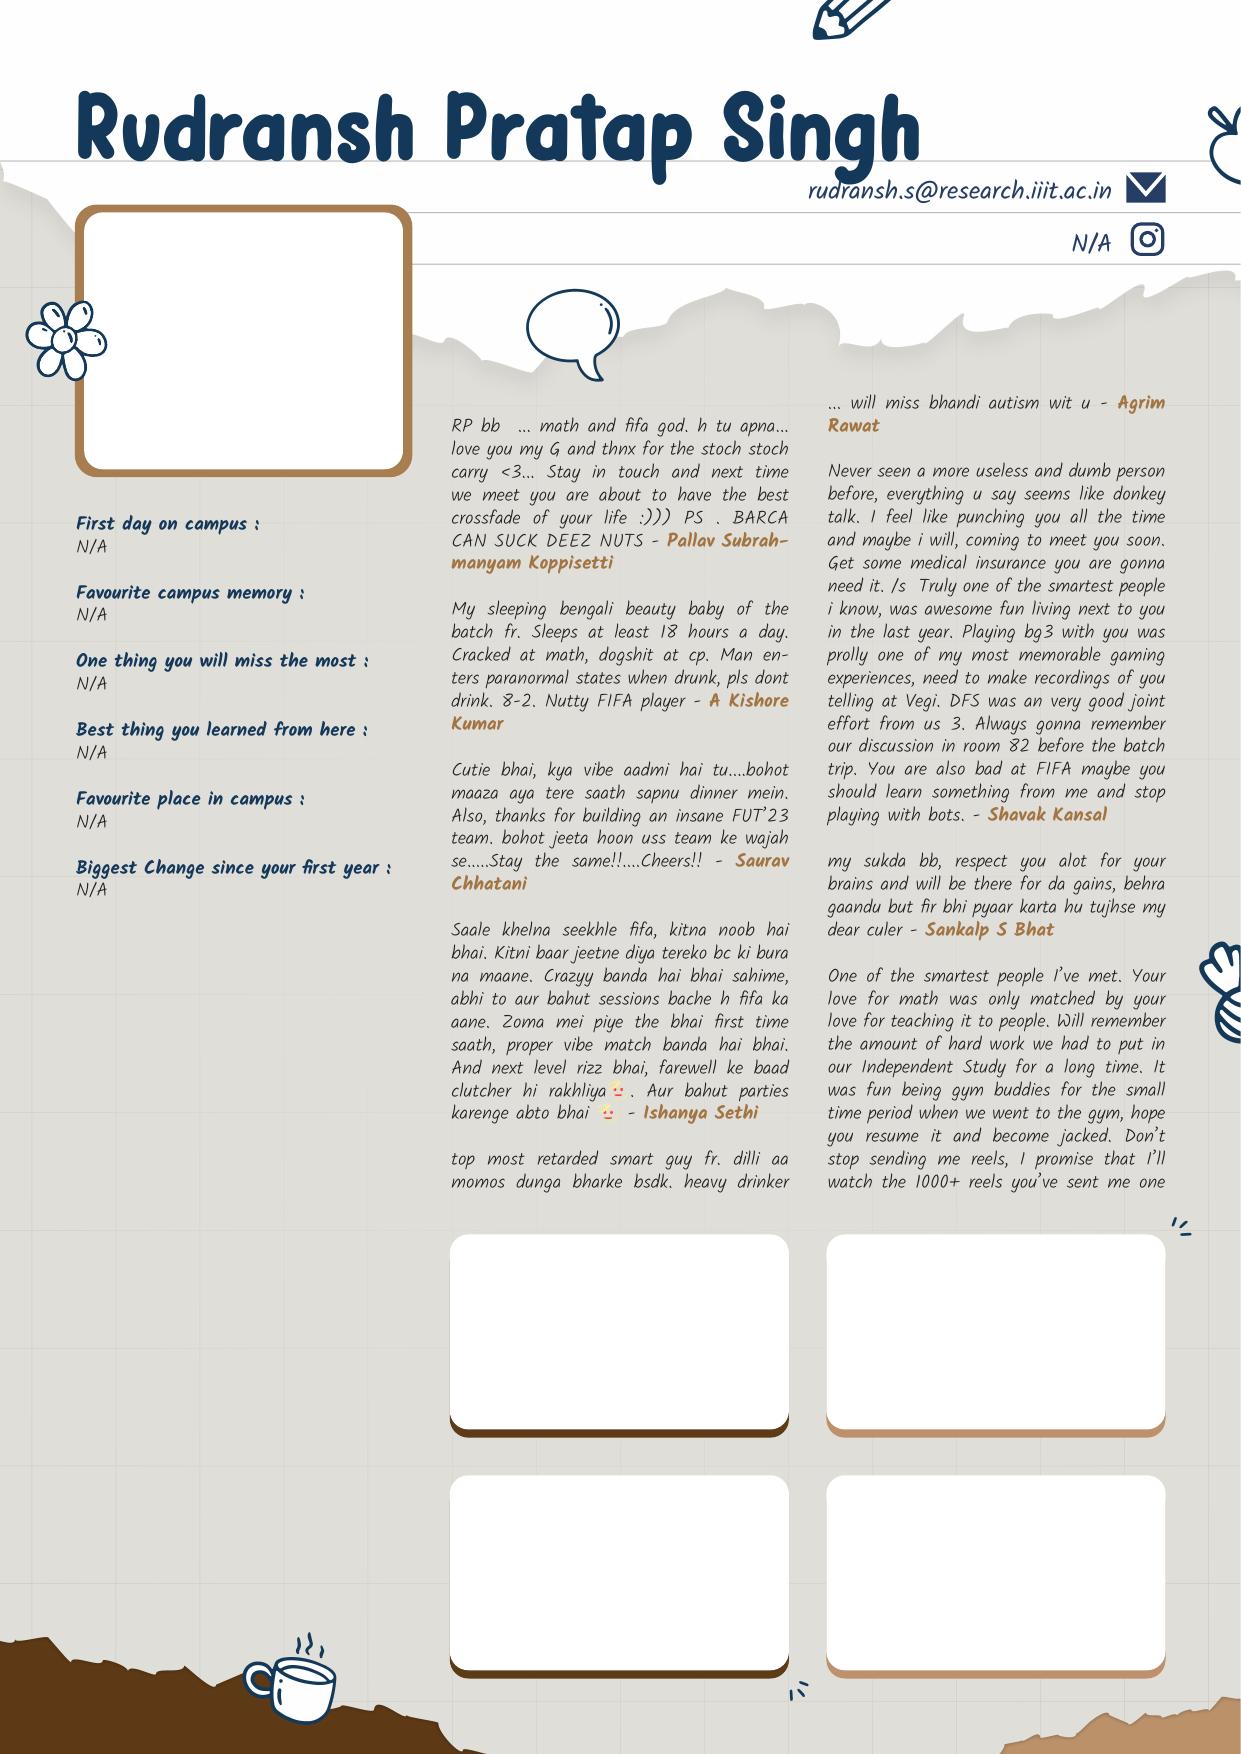 Rudransh Pratap Singh
rudransh.s@research.iiit.ac.in
N/A
First day on campus :
N/A
Favourite campus memory :
N/A
One thing you will miss the most :
N/A
Best thing you learned from here :
N/A
Favourite place in campus :
N/A
Biggest Change since your first year :
N/A
RP bb ... math and fifa god. h tu apna...
love you my G and thnx for the stoch stoch
carry <3... Stay in touch and next time
we meet you are about to have the best
crossfade of your life :))) PS . BARCA
CAN SUCK DEEZ NUTS - Pallav Subrah-
manyam Koppisetti
My sleeping bengali beauty baby of the
batch fr. Sleeps at least 18 hours a day.
Cracked at math, dogshit at cp. Man en-
ters paranormal states when drunk, pls dont
drink. 8-2. Nutty FIFA player - A Kishore
Kumar
Cutie bhai, kya vibe aadmi hai tu....bohot
maaza aya tere saath sapnu dinner mein.
Also, thanks for building an insane FUT'23
team. bohot jeeta hoon uss team ke wajah
se.....Stay the same!!....Cheers!! - Saurav
Chhatani
Saale khelna seekhle fifa, kitna noob hai
bhai. Kitni baar jeetne diya tereko bc ki bura
na maane. Crazyy banda hai bhai sahime,
abhi to aur bahut sessions bache h fifa ka
aane. Zoma mei piye the bhai first time
saath, proper vibe match banda hai bhai.
And next level rizz bhai, farewell ke baad
clutcher hi rakhliya. Aur bahut parties
karenge abto bhai - Ishanya Sethi
top most retarded smart guy fr. dilli aa
momos dunga bharke bsdk. heavy drinker
... will miss bhandi autism wit u - Agrim
Rawat
Never seen a more useless and dumb person
before, everything u say seems like donkey
talk. I feel like punching you all the time
and maybe i will, coming to meet you soon.
Get some medical insurance you are gonna
need it. /s Truly one of the smartest people
i know, was awesome fun living next to you
in the last year. Playing bg3 with you was
prolly one of my most memorable gaming
experiences, need to make recordings of you
telling at Vegi. DFS was an very good joint
effort from us 3. Always gonna remember
our discussion in room 82 before the batch
trip. You are also bad at FIFA maybe you
should learn something from me and stop
playing with bots. - Shavak Kansal
my sukda bb, respect you alot for your
brains and will be there for da gains, behra
gaandu but fir bhi pyaar karta hu tujhse my
dear culer - Sankalp S Bhat
One of the smartest people I've met. Your
love for math was only matched by your
love for teaching it to people. Will remember
the amount of hard work we had to put in
our Independent Study for a long time. It
was fun being gym buddies for the small
time period when we went to the gym, hope
you resume it and become jacked. Don't
stop sending me reels, I promise that I'll
watch the 1000+ reels you've sent me one